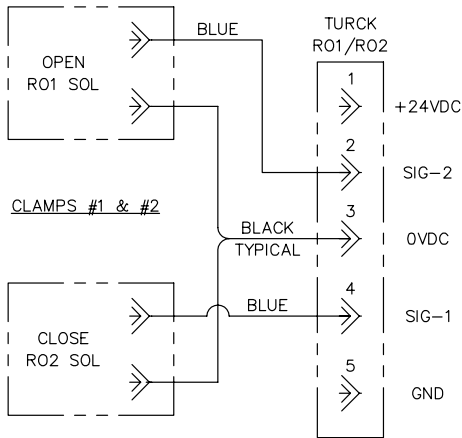 TURCK
RO1/RO2
BLUE
OPEN
RO1 SOL
1
+24VDC
2
SIG-2
CLAMPS #1 & #2
BLACK
TYPICAL
3
0VDC
CLOSE
RO2 SOL
BLUE
4
SIG-1
5
GND